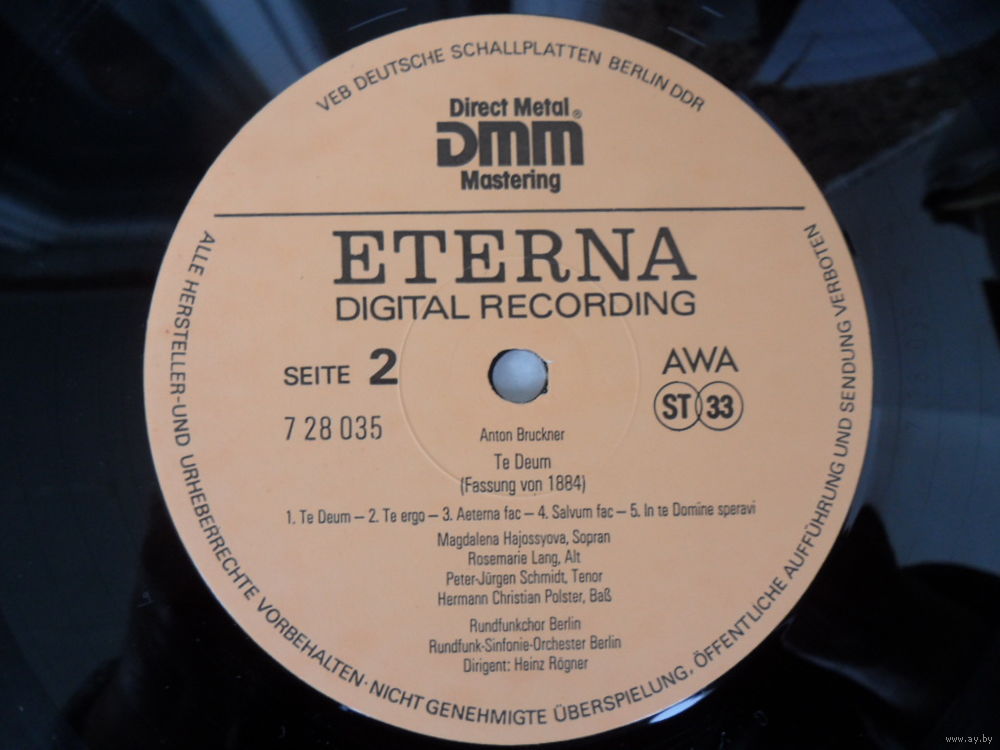 VEB DEUTSCHE SCHALLPLATTEN BERLIN DDR
Direct Metal ®
DMM
Mastering
ETERNA
DIGITAL RECORDING
SEITE 2
AWA
ST 33
7 28 035
Anton Bruckner
Te Deum
(Fassung von 1884)
1. Te Deum – 2. Te ergo – 3. Aeterna fac – 4. Salvum fac – 5. In te Domine speravi
Magdalena Hajossyova, Sopran
Rosemarie Lang, Alt
Peter-Jürgen Schmidt, Tenor
Hermann Christian Polster, Baß
Rundfunkchor Berlin
Rundfunk-Sinfonie-Orchester Berlin
Dirigent: Heinz Rögner
ALLE HERSTELLER-UND URHEBERRECHTE VORBEHALTEN · NICHT GENEHMIGTE ÜBERSPIELUNG, ÖFFENTLICHE AUFFÜHRUNG UND SENDUNG VERBOTEN
www.ay.by